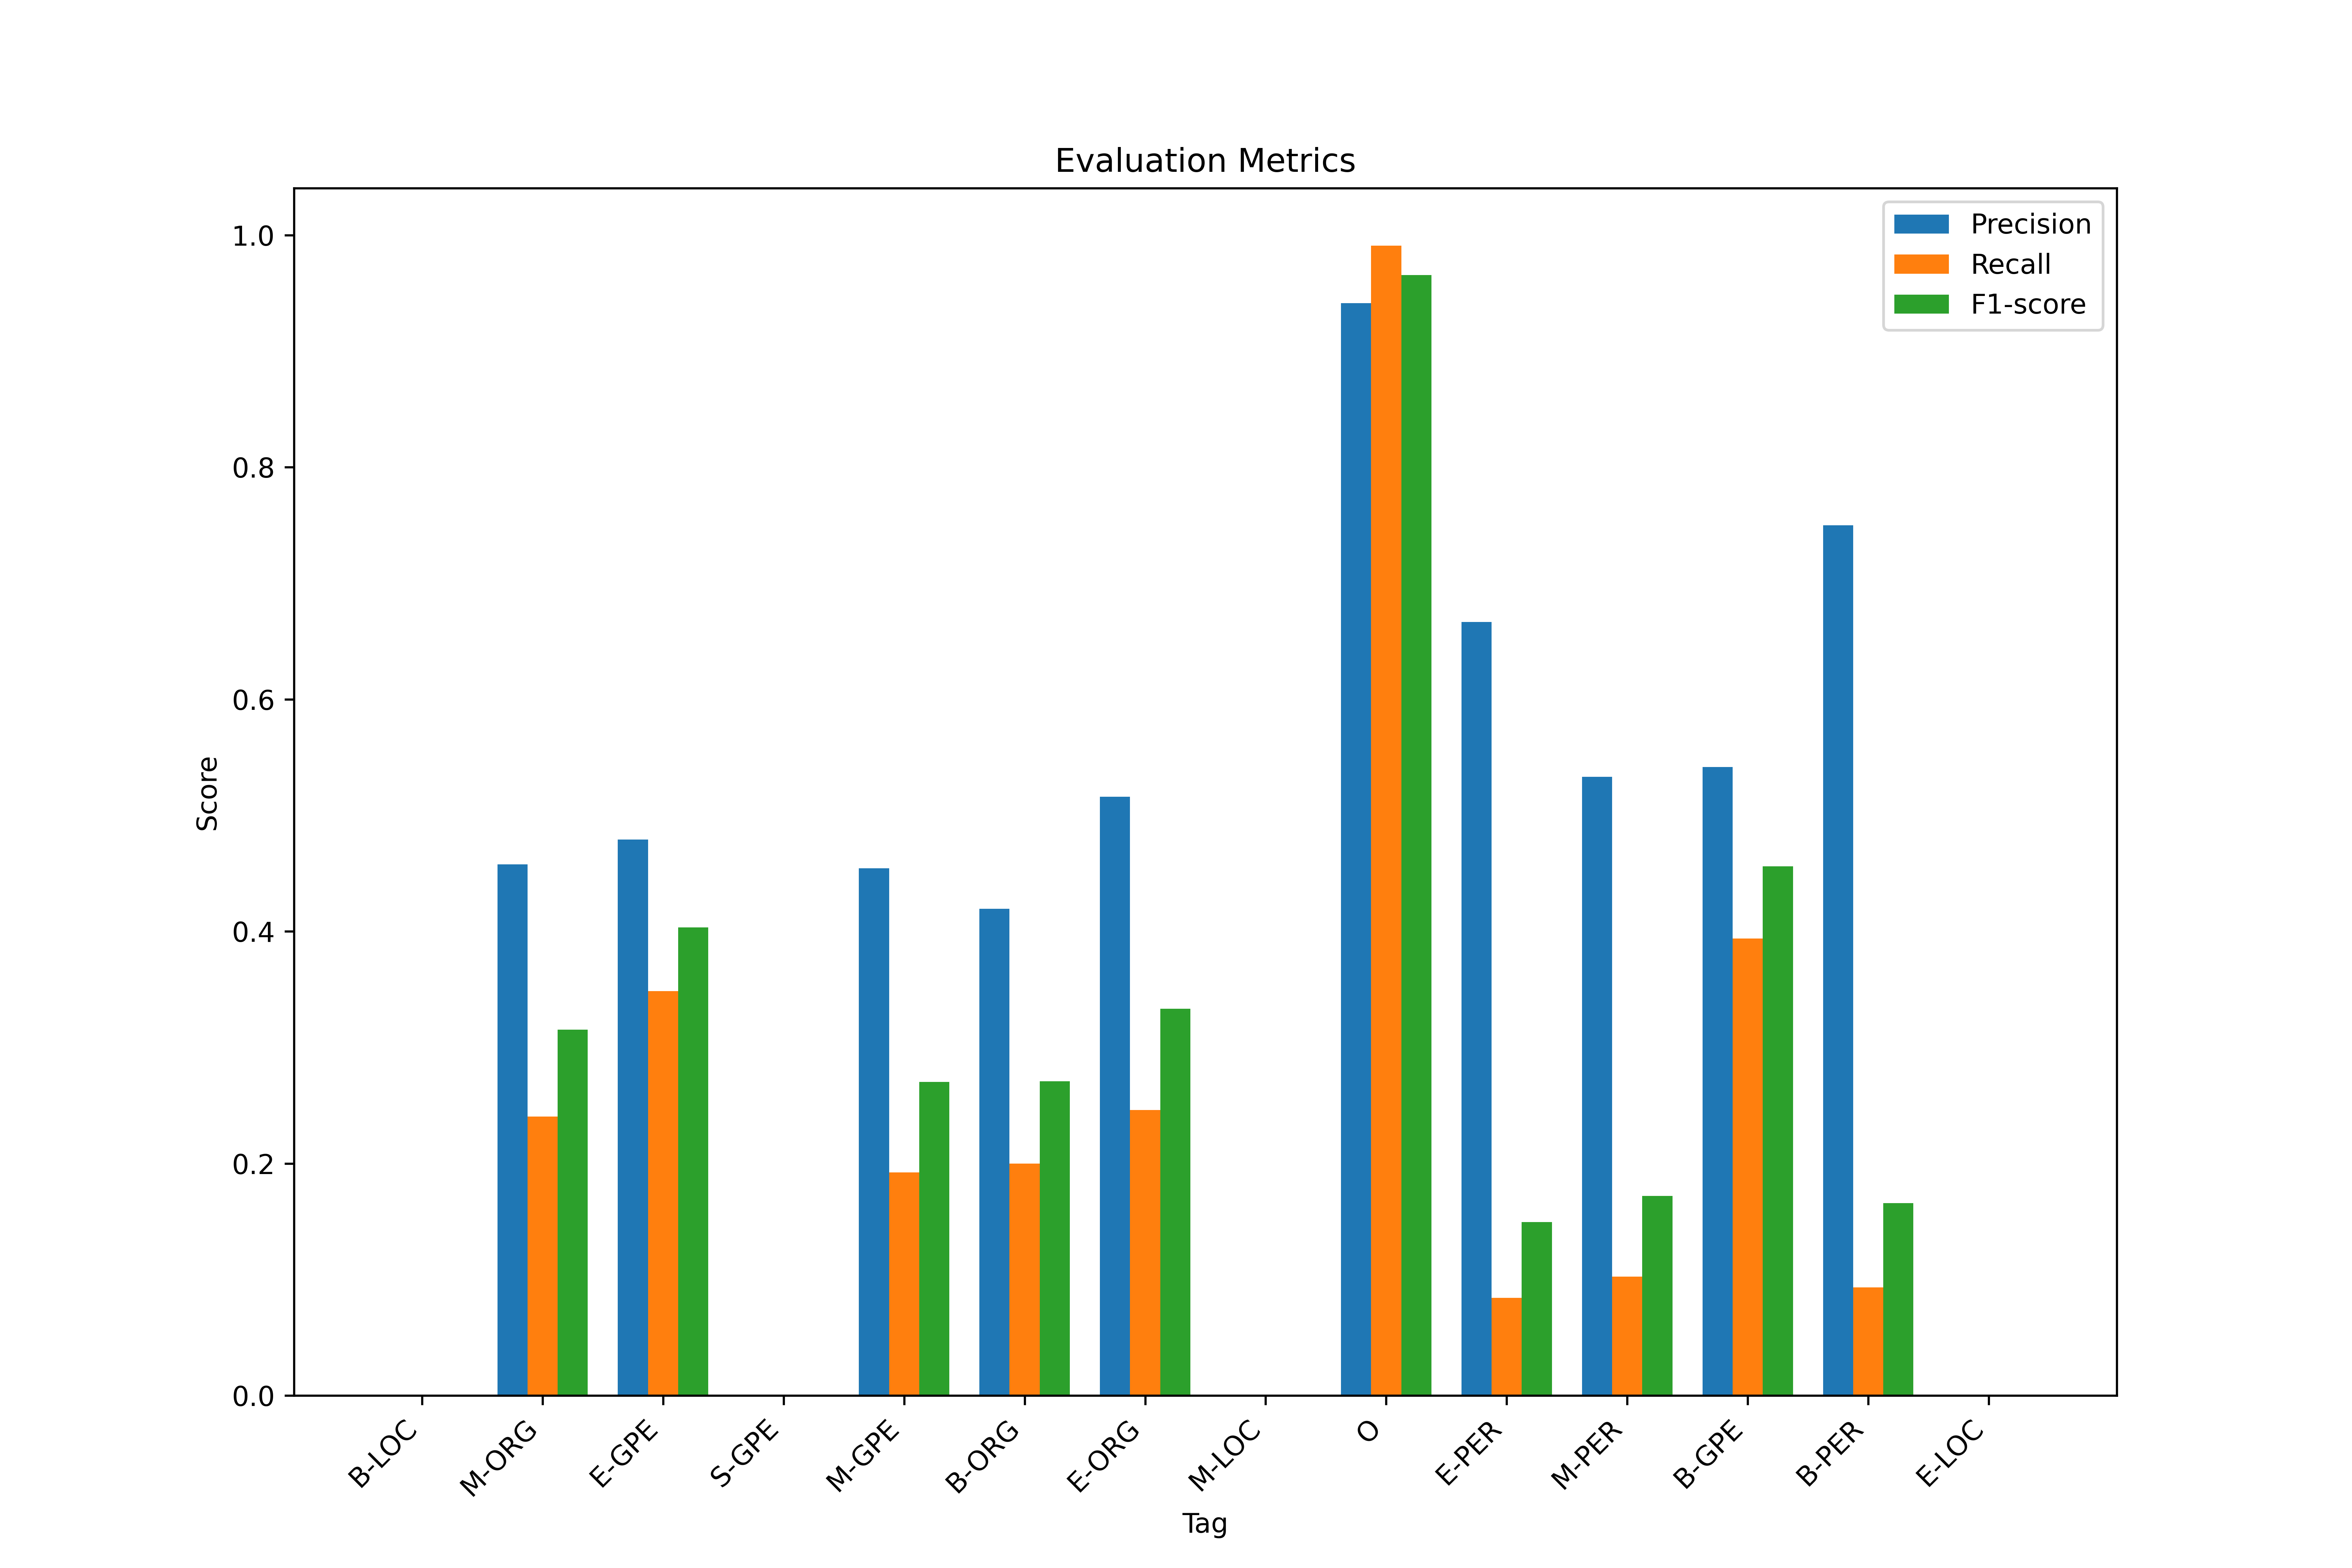 Evaluation Metrics
Precision
Recall
F1-score
1.0
0.8
0.6
0.4
0.2
0.0
Score
B-LOC
M-ORG
E-GPE
S-GPE
M-GPE
B-ORG
E-ORG
M-LOC
O
E-PER
M-PER
B-GPE
B-PER
E-LOC
Tag